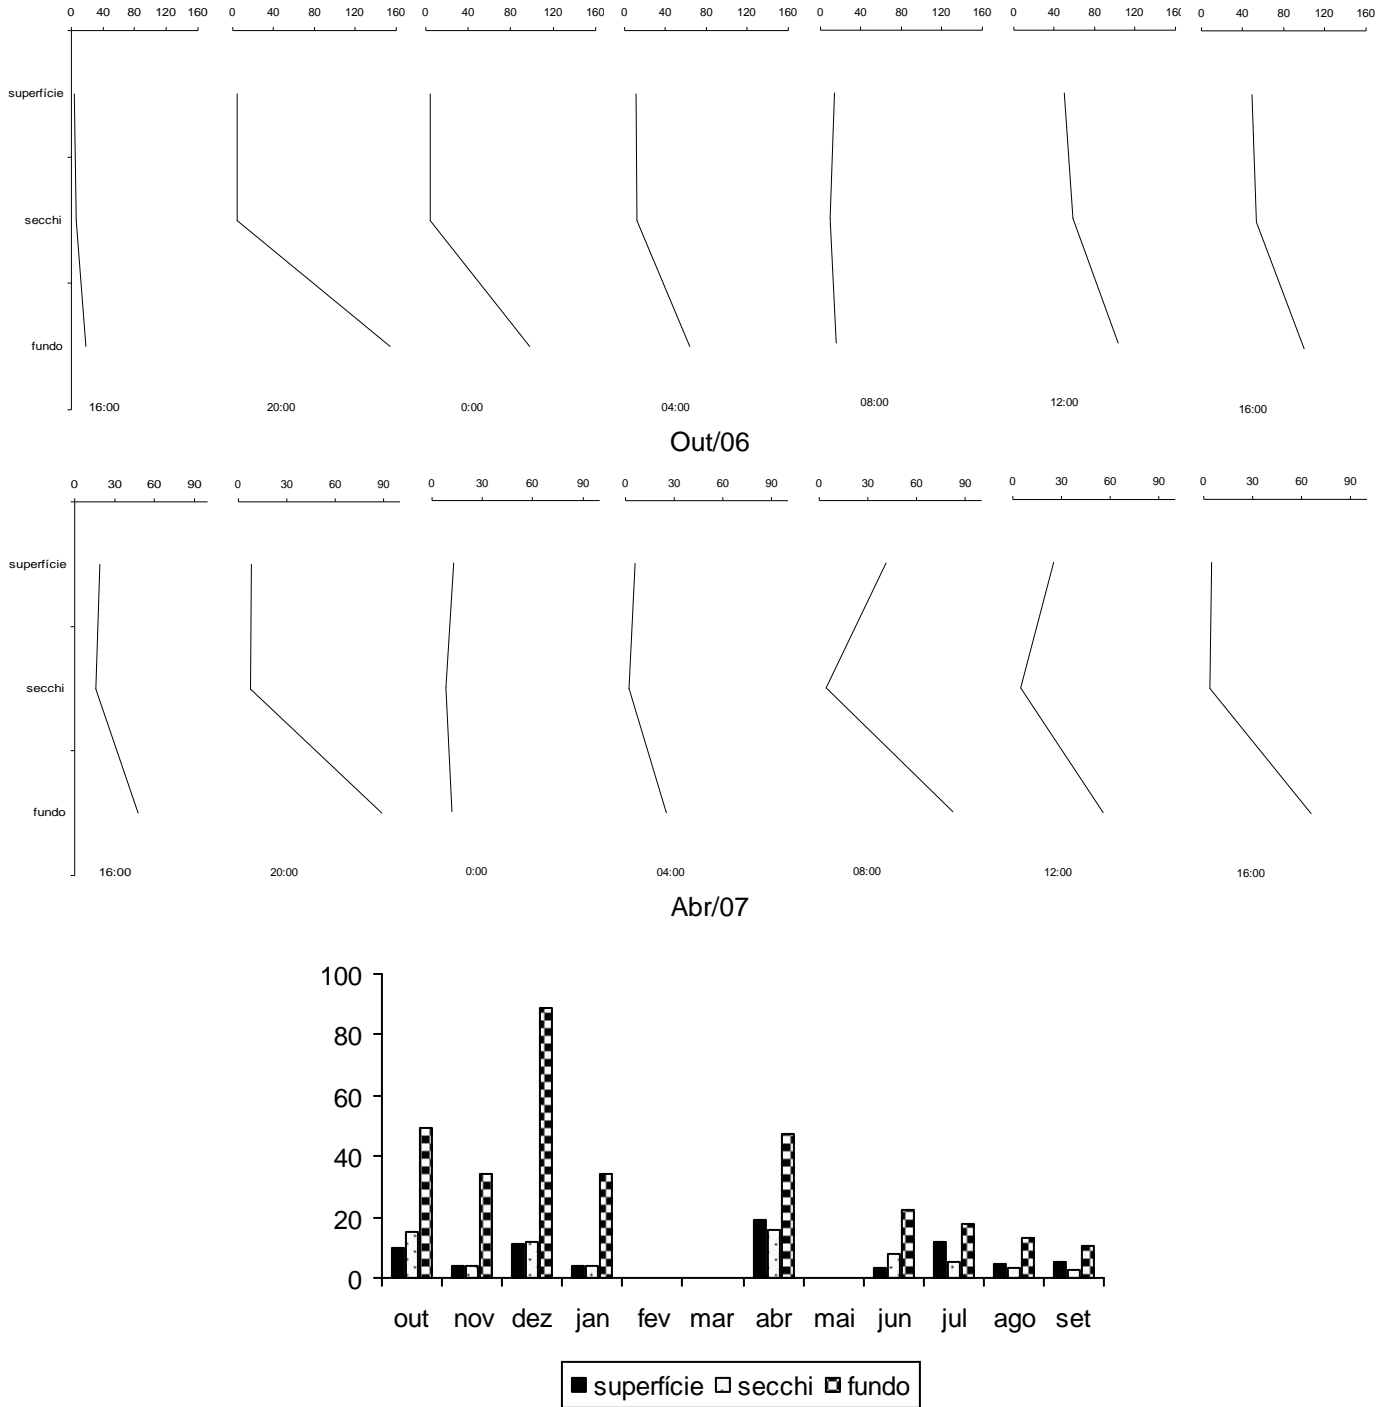 0 40 80 120 160 0 40 80 120 160 0 40 80 120 160 0 40 80 120 160 0 40 80 120 160 0 40 80 120 160 0 40 80 120 160
superfície
secchi
fundo
16:00 20:00 0:00 04:00 08:00 12:00 16:00
Out/06
0 30 60 90 0 30 60 90 0 30 60 90 0 30 60 90 0 30 60 90 0 30 60 90 0 30 60 90
superfície
secchi
fundo
16:00 20:00 0:00 04:00 08:00 12:00 16:00
Abr/07
100
80
60
40
20
0
out nov dez jan fev mar abr mai jun jul ago set
superfície secchi fundo